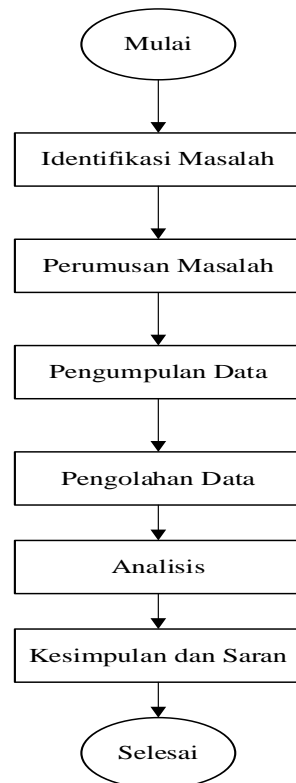 Mulai
Identifikasi Masalah
Perumusan Masalah
Pengumpulan Data
Pengolahan Data
Analisis
Kesimpulan dan Saran
Selesai